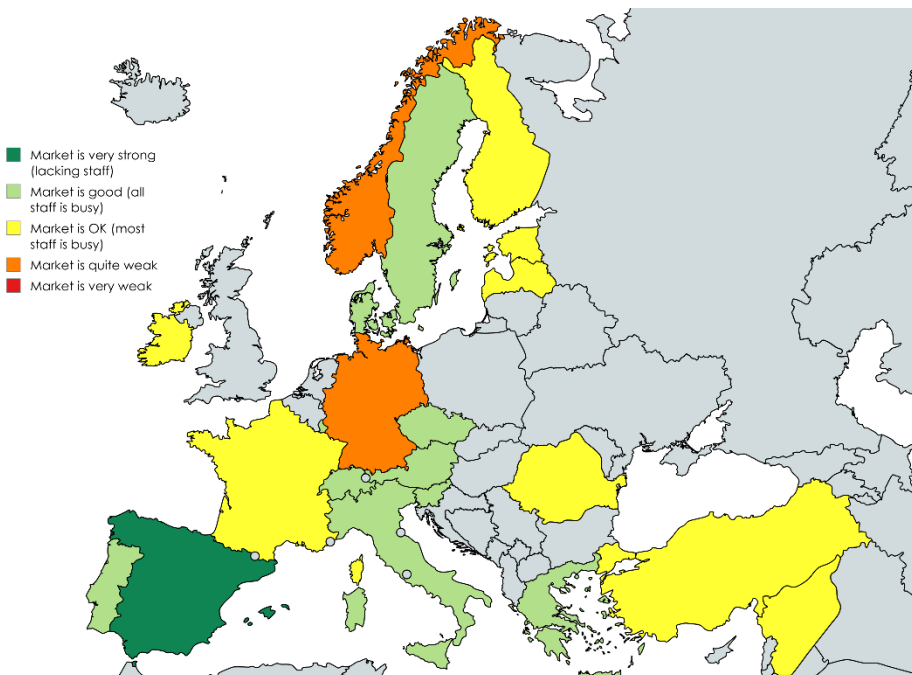 Market is very strong
(lacking staff)
Market is good (all
staff is busy)
Market is OK (most
staff is busy)
Market is quite weak
Market is very weak